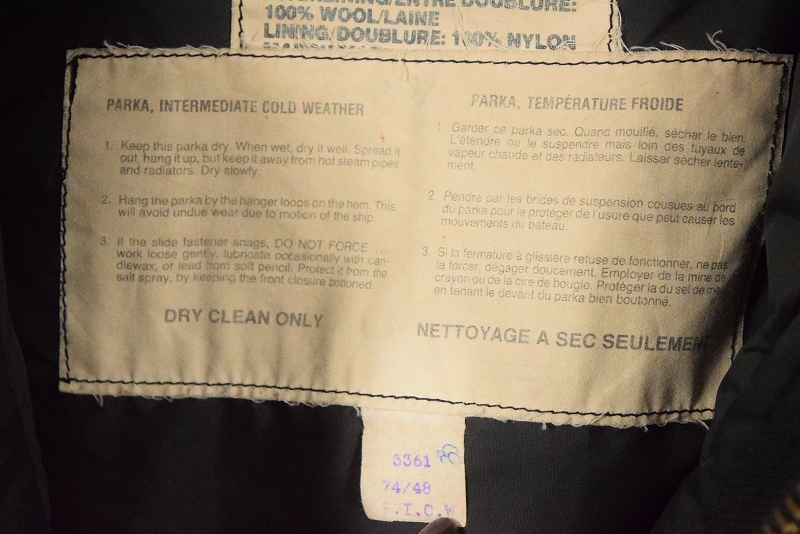 DOUBLURE:
100% WOOL/LAINE
LINING/DOUBLURE: 100% NYLON
PARKA, INTERMEDIATE COLD WEATHER
1. Keep this parka dry. When wet, dry it well. Spread it
out, hang it up, but keep it away from hot steam pipes
and radiators. Dry slowly.
2. Hang the parka by the hanger loops on the hem. This
will avoid undue wear due to motion of the ship.
3. If the slide fastener snags, DO NOT FORCE ...
work loose gently, lubricate occasionally with can-
dlewax, or lead from soft pencil. Protect it from the
salt spray, by keeping the front closure bottoned.
DRY CLEAN ONLY
PARKA, TEMPÉRATURE FROIDE
1. Garder ce parka sec. Quand mouillé, sécher le bien.
L'étendre ou le suspendre mais loin des tuyaux de
vapeur chaude et des radiateurs. Laisser sécher lente-
ment.
2. Pendre par les brides de suspension cousues au bord
du parka pour le protéger de l'usure que peut causer les
mouvements du bateau.
3. Si la fermature à glissière refuse de fonctionner, ne pas
la forcer, dégager doucement. Employer de la mine de
crayon ou de la cire de bougie. Protéger la du sel de
en tenant le devant du parka bien boutonné.
NETTOYAGE A SEC SEULEMEN
3361
74/48
F.I.C.